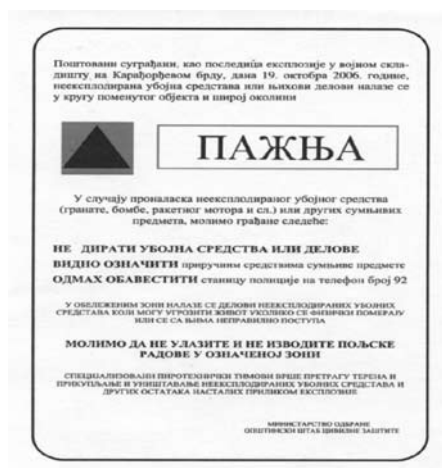 Поштовани суграђани, као последица експлозије у војном скла-
дишту на Карађорђевом брду, дана 19. октобра 2006. године,
неексплодирана убојна средства или њихови делови налазе се
у кругу поменутог објекта и широј околини
ПАЖЊА
У случају проналаска неексплодираног убојног средства
(гранате, бомбе, ракетног мотора и сл.) или других сумњивих
предмета, молимо грађане следеће:
НЕ ДИРАТИ УБОЈНА СРЕДСТВА ИЛИ ДЕЛОВЕ
ВИДНО ОЗНАЧИТИ приручним средствима сумњиве предмете
ОДМАХ ОБАВЕСТИТИ станицу полиције на телефон број 92
У ОБЕЛЕЖЕНИМ ЗОНИ НАЛАЗЕ СЕ ДЕЛОВИ НЕЕКСПЛОДИРАНИХ УБОЈНИХ
СРЕДСТАВА КОЈИ МОГУ УГРОЗИТИ ЖИВОТ УКОЛИКО СЕ ФИЗИЧКИ ПОМЕРАЈУ
ИЛИ СЕ СА ЊИМА НЕПРАВИЛНО ПОСТУПА
МОЛИМО ДА НЕ УЛАЗИТЕ И НЕ ИЗВОДИТЕ ПОЉСКЕ
РАДОВЕ У ОЗНАЧЕНОЈ ЗОНИ
СПЕЦИЈАЛИЗОВАНИ ПИРОТЕХНИЧКИ ТИМОВИ ВРШЕ ПРЕТРАГУ ТЕРЕНА И
ПРИКУПЉАЊЕ И УНИШТАВАЊЕ НЕЕКСПЛОДИРАНИХ УБОЈНИХ СРЕДСТАВА И
ДРУГИХ ОСТАТАКА НАСТАЛИХ ПРИЛИКОМ ЕКСПЛОЗИЈЕ
МИНИСТАРСТВО ОДБРАНЕ
ОПШТИНСКИ ШТАБ ЦИВИЛНЕ ЗАШТИТЕ